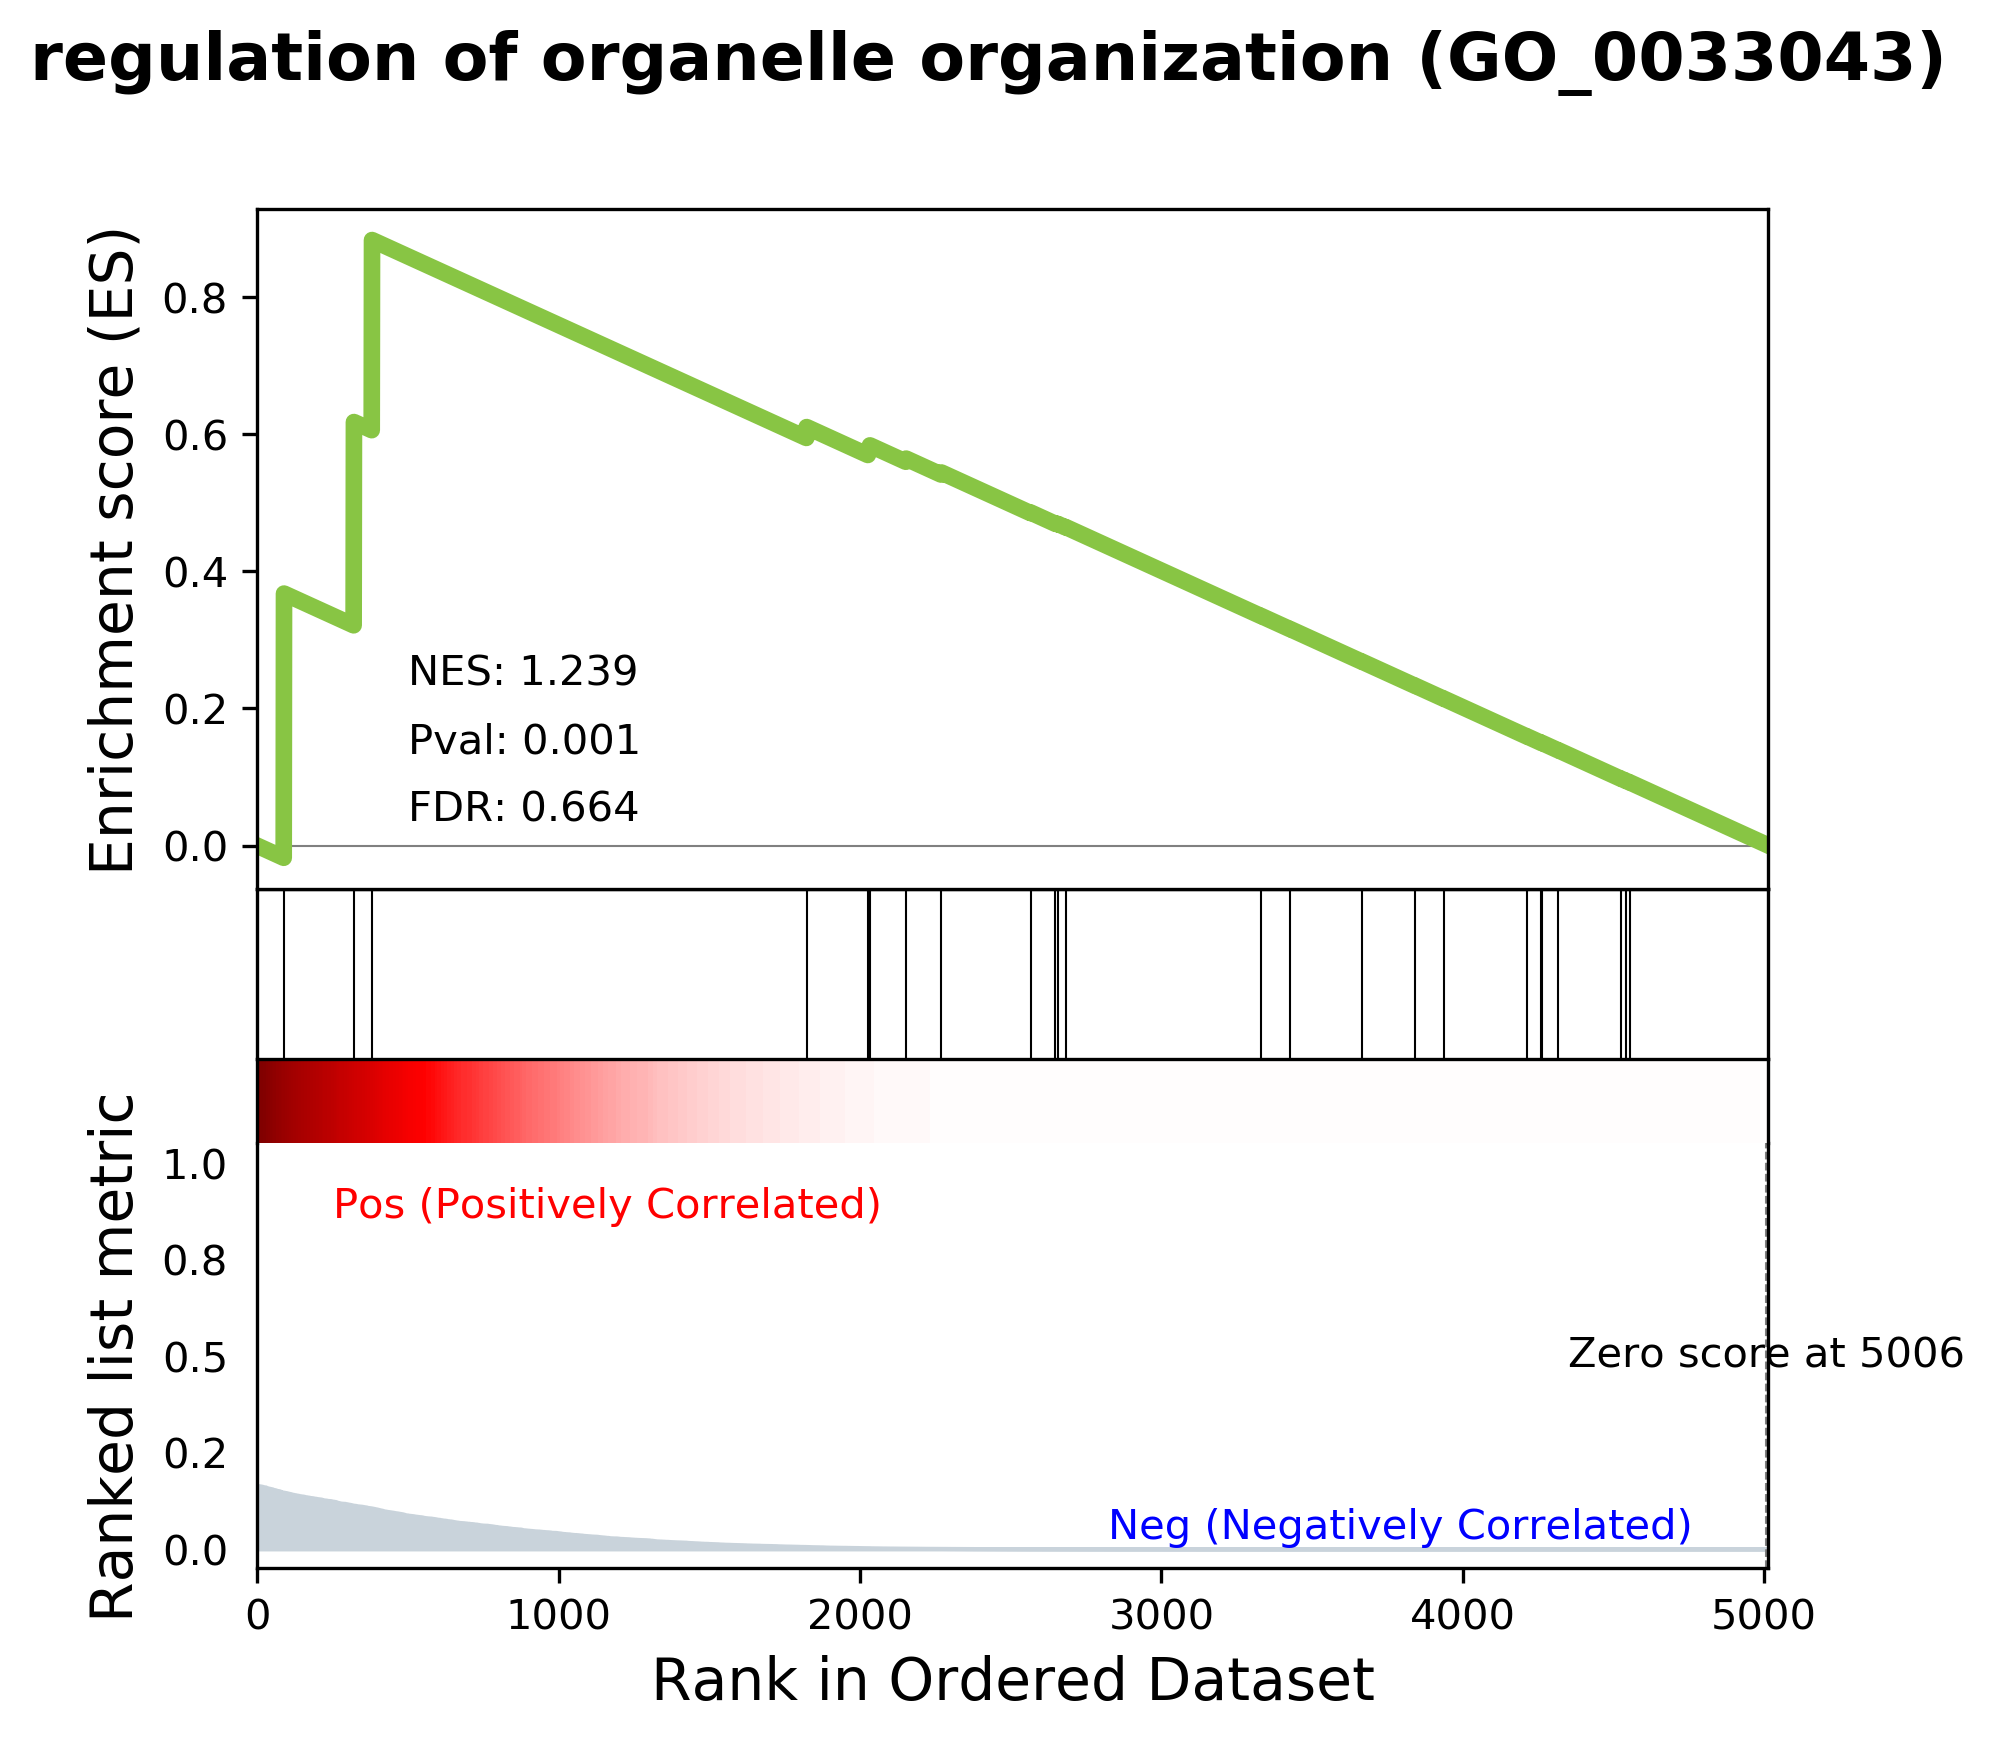 regulation of organelle organization (GO_0033043)
Enrichment score (ES)
0.8
0.6
0.4
0.2
0.0
NES: 1.239
Pval: 0.001
FDR: 0.664
Ranked list metric
1.0
0.8
0.5
0.2
0.0
Pos (Positively Correlated)
Zero score at 5006
Neg (Negatively Correlated)
0 1000 2000 3000 4000 5000
Rank in Ordered Dataset